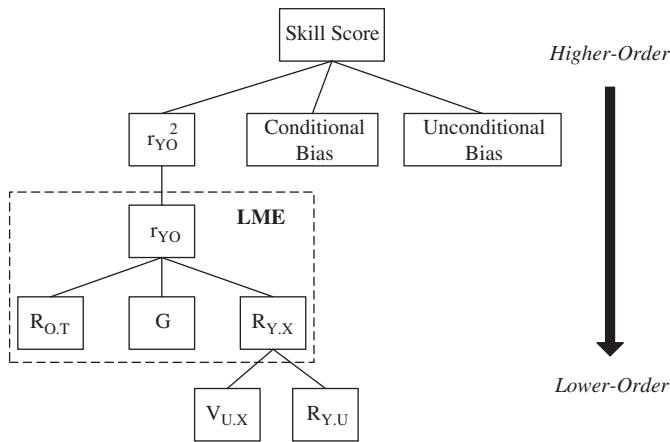 Skill Score
Higher-Order
r_YO^2
Conditional
Bias
Unconditional
Bias
LME
r_YO
R_O.T
G
R_Y.X
Lower-Order
V_U.X
R_Y.U